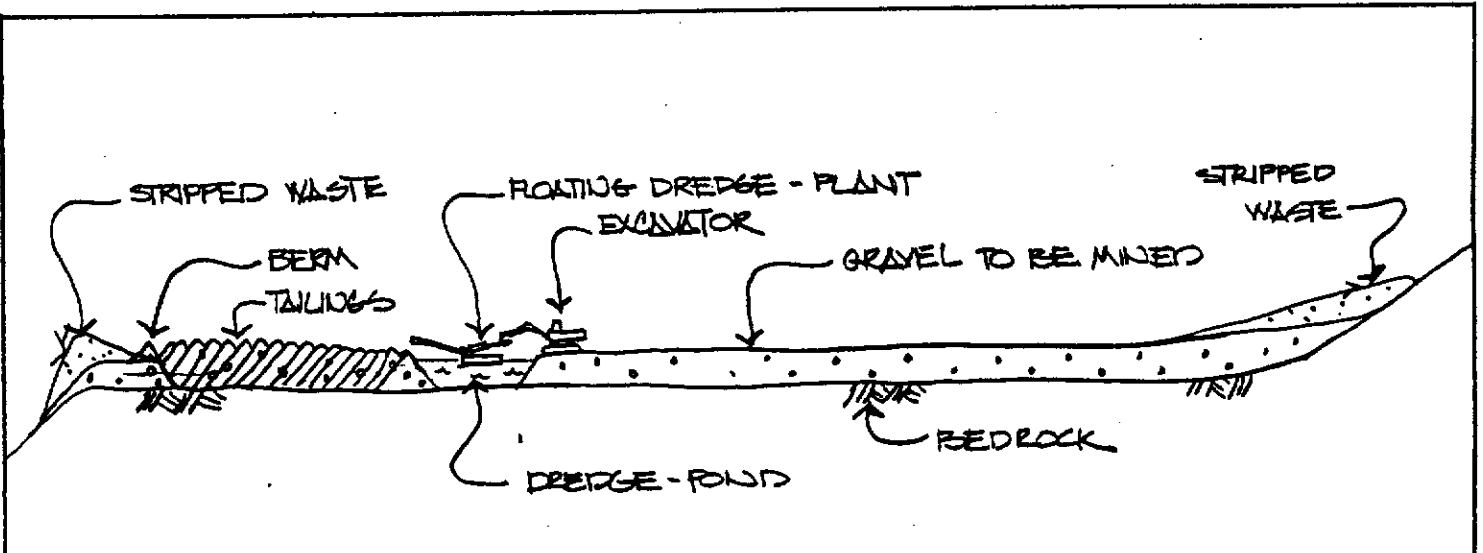 STRIPPED WASTE
BERM
TAILINGS
FLOATING DREDGE - PLANT
EXCAVATOR
GRAVEL TO BE MINED
STRIPPED
WASTE
BEDROCK
DREDGE-POND